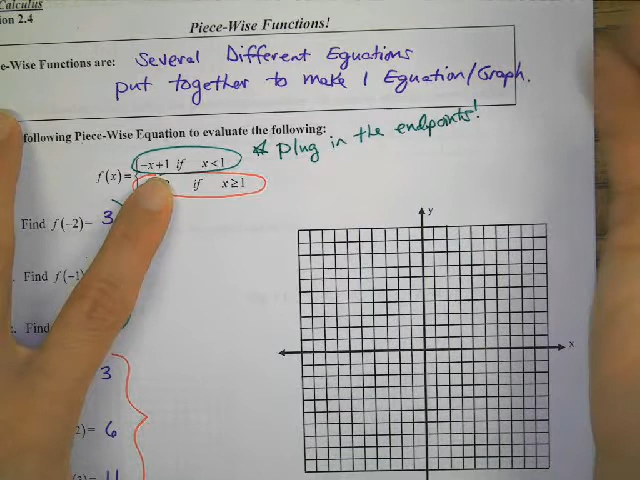 Calculus
ion 2.4
Piece-Wise Functions!
e-Wise Functions are: Several Different Equations
put together to make 1 Equation/Graph.
following Piece-Wise Equation to evaluate the following:
* plug in the endpoints!
f(x)= -x+1 if x<1
if x≥1
Find f(-2)= 3
Find f(-1)
Find
3
2)= 6
= 11
y
x